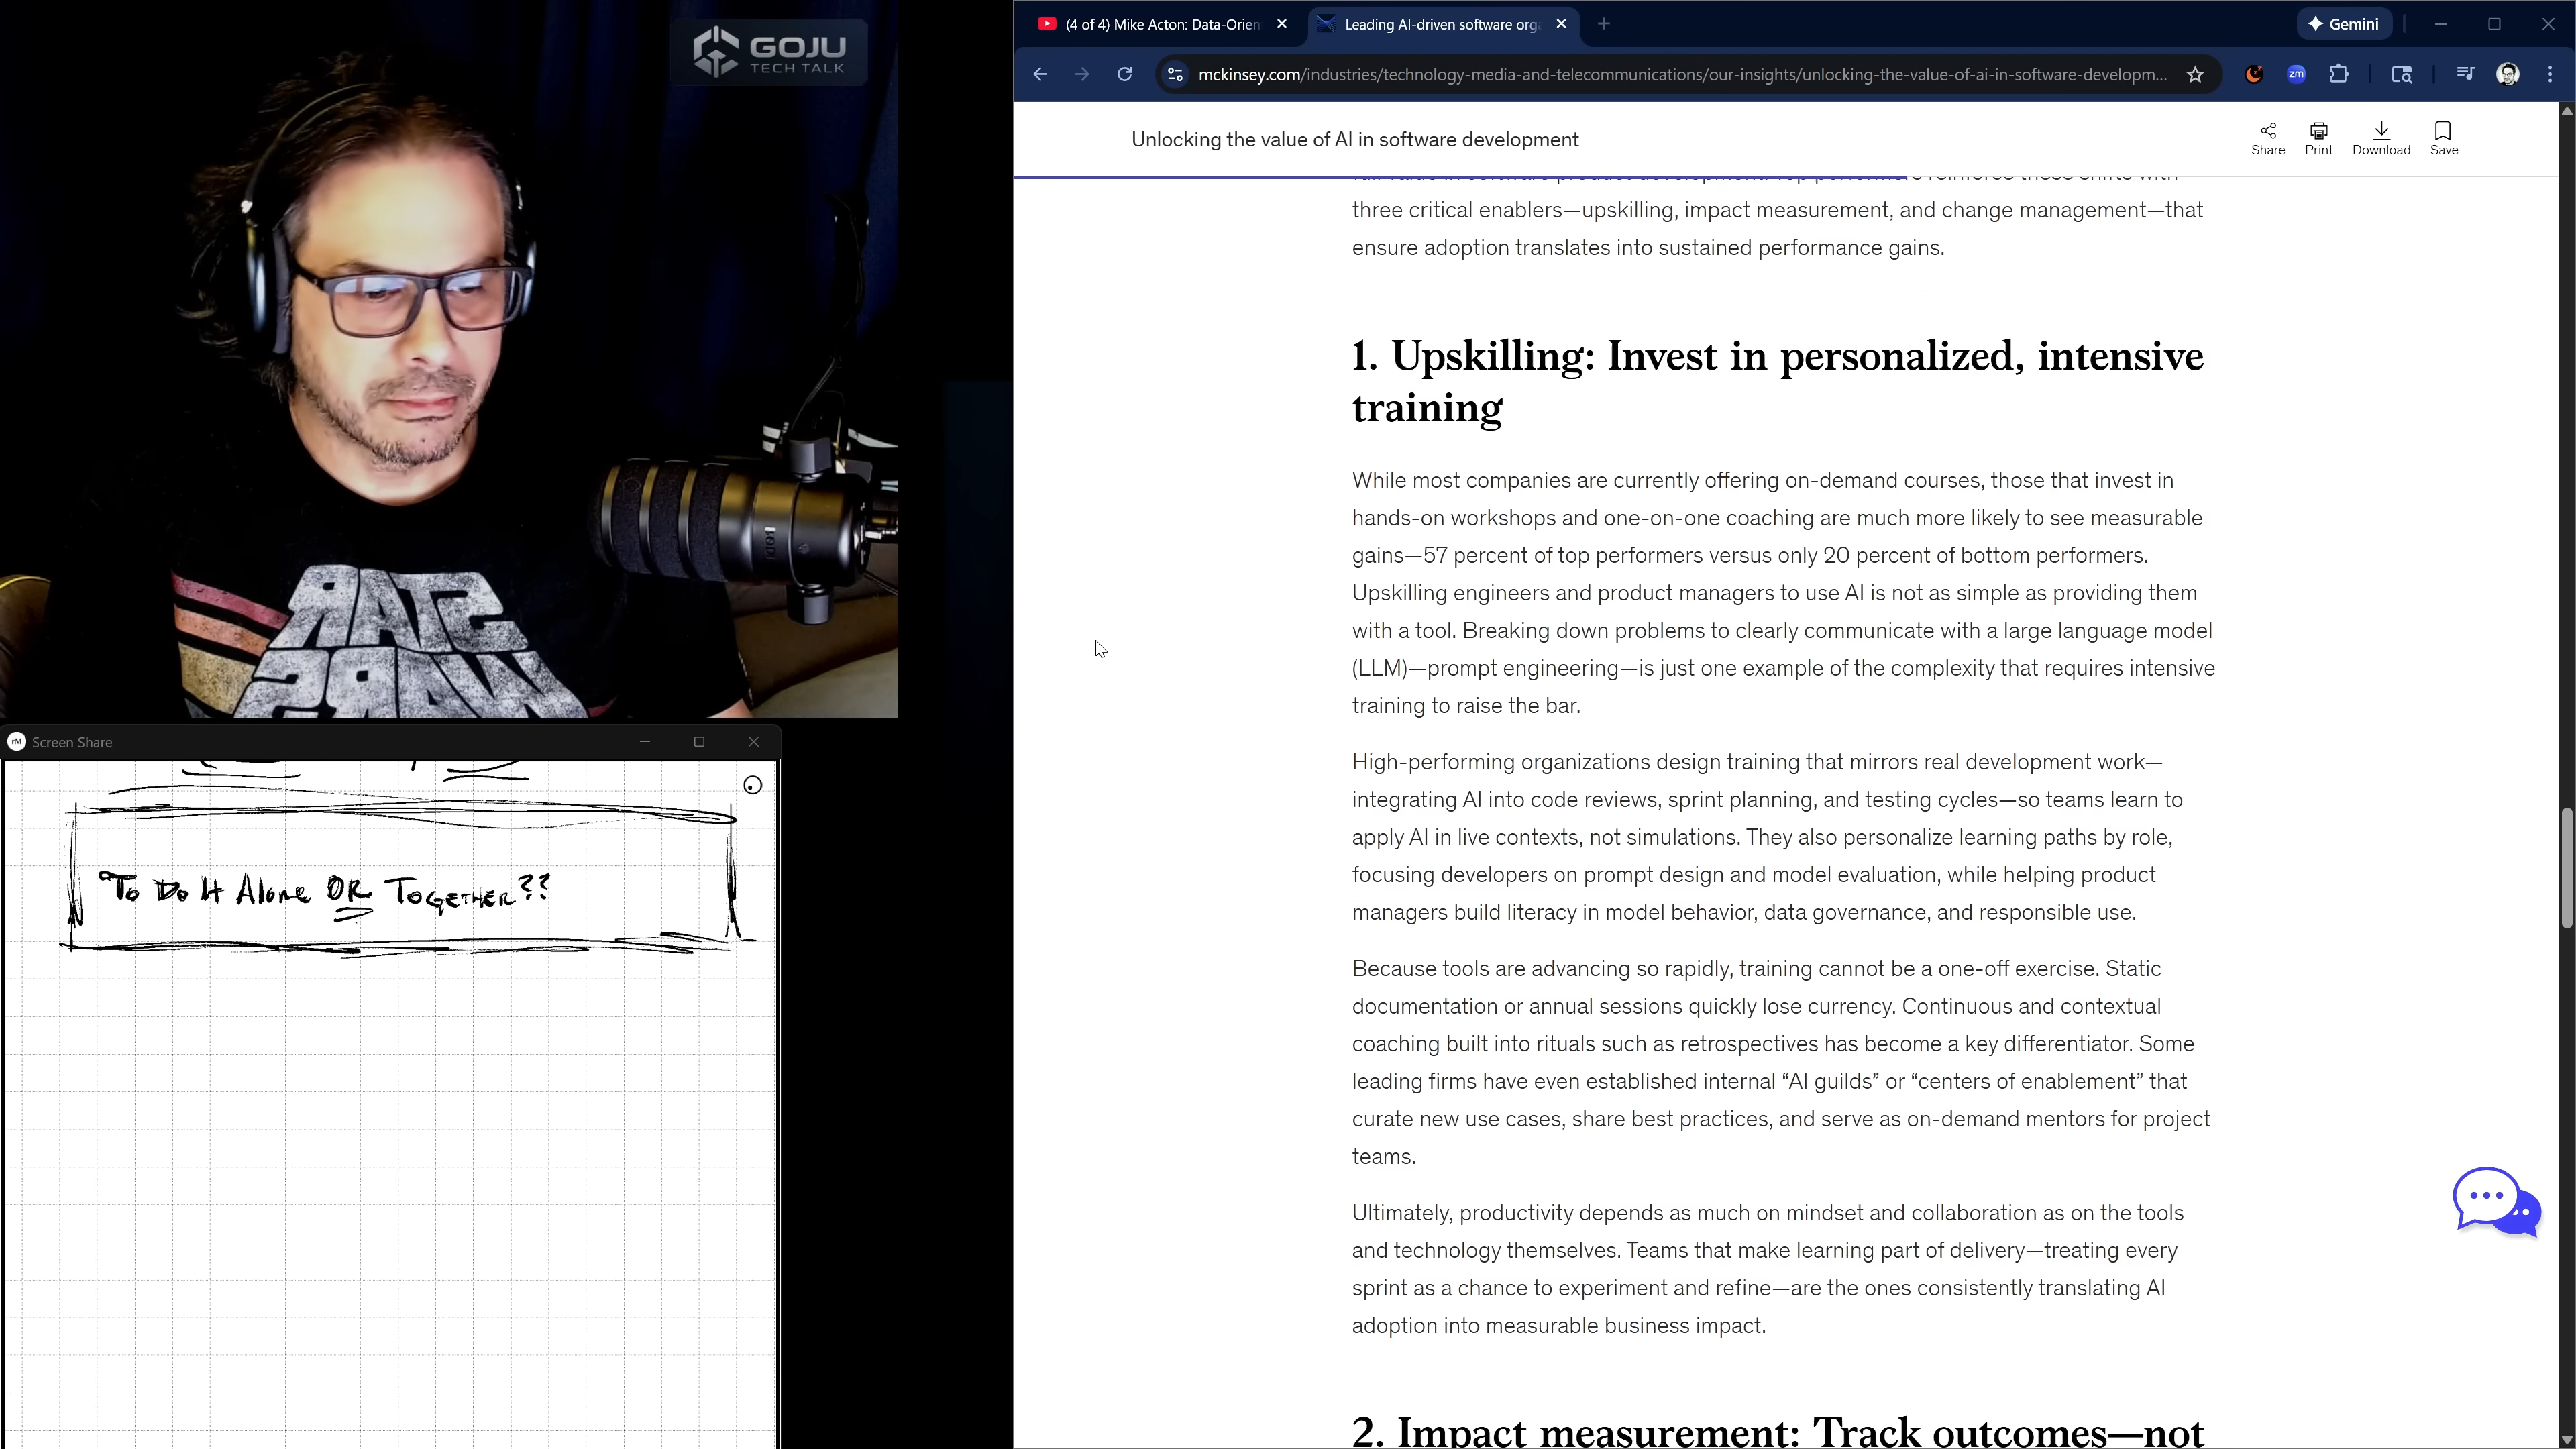 GOJU
TECH TALK
(4 of 4) Mike Acton: Data-Orien
Leading AI-driven software orga
Gemini
mckinsey.com/industries/technology-media-and-telecommunications/our-insights/unlocking-the-value-of-ai-in-software-developm...
zm
Unlocking the value of AI in software development
Share
Print
Download
Save
three critical enablers—upskilling, impact measurement, and change management—that
ensure adoption translates into sustained performance gains.
1. Upskilling: Invest in personalized, intensive
training
While most companies are currently offering on-demand courses, those that invest in
hands-on workshops and one-on-one coaching are much more likely to see measurable
gains—57 percent of top performers versus only 20 percent of bottom performers.
Upskilling engineers and product managers to use AI is not as simple as providing them
with a tool. Breaking down problems to clearly communicate with a large language model
(LLM)—prompt engineering—is just one example of the complexity that requires intensive
training to raise the bar.
High-performing organizations design training that mirrors real development work—
integrating AI into code reviews, sprint planning, and testing cycles—so teams learn to
apply AI in live contexts, not simulations. They also personalize learning paths by role,
focusing developers on prompt design and model evaluation, while helping product
managers build literacy in model behavior, data governance, and responsible use.
Because tools are advancing so rapidly, training cannot be a one-off exercise. Static
documentation or annual sessions quickly lose currency. Continuous and contextual
coaching built into rituals such as retrospectives has become a key differentiator. Some
leading firms have even established internal “AI guilds” or “centers of enablement” that
curate new use cases, share best practices, and serve as on-demand mentors for project
teams.
Ultimately, productivity depends as much on mindset and collaboration as on the tools
and technology themselves. Teams that make learning part of delivery—treating every
sprint as a chance to experiment and refine—are the ones consistently translating AI
adoption into measurable business impact.
2. Impact measurement: Track outcomes—not
STAR
WARS
rM Screen Share
To Do It Alone OR Together??